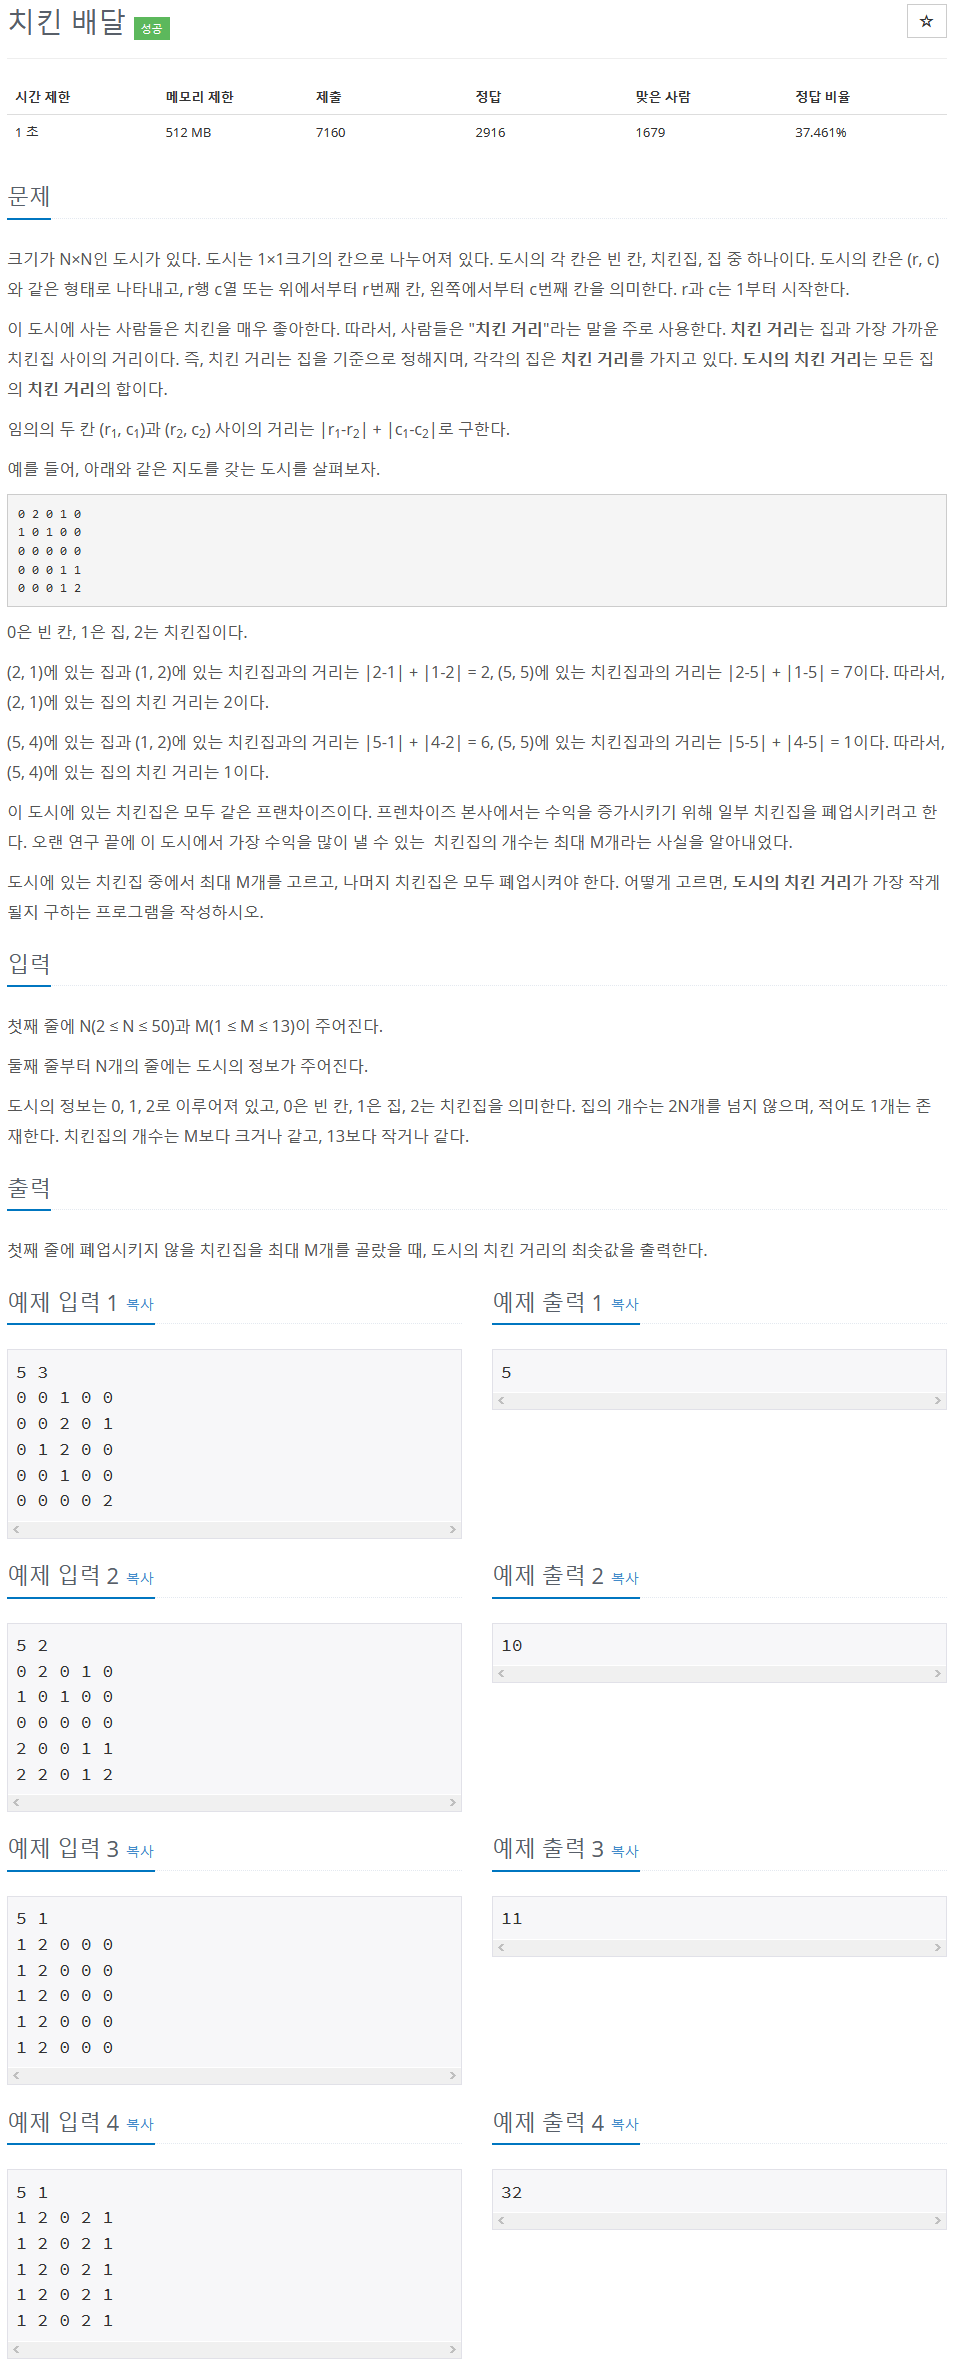 치킨 배달 성공 ☆
시간 제한 메모리 제한 제출 정답 맞은 사람 정답 비율
1 초 512 MB 7160 2916 1679 37.461%
문제
크기가 N×N인 도시가 있다. 도시는 1×1크기의 칸으로 나누어져 있다. 도시의 각 칸은 빈 칸, 치킨집, 집 중 하나이다. 도시의 칸은 (r, c)
와 같은 형태로 나타내고, r행 c열 또는 위에서부터 r번째 칸, 왼쪽에서부터 c번째 칸을 의미한다. r과 c는 1부터 시작한다.
이 도시에 사는 사람들은 치킨을 매우 좋아한다. 따라서, 사람들은 "치킨 거리"라는 말을 주로 사용한다. 치킨 거리는 집과 가장 가까운
치킨집 사이의 거리이다. 즉, 치킨 거리는 집을 기준으로 정해지며, 각각의 집은 치킨 거리를 가지고 있다. 도시의 치킨 거리는 모든 집
의 치킨 거리의 합이다.
임의의 두 칸 (r1, c1)과 (r2, c2) 사이의 거리는 |r1-r2| + |c1-c2|로 구한다.
예를 들어, 아래와 같은 지도를 갖는 도시를 살펴보자.
0 2 0 1 0
1 0 1 0 0
0 0 0 0 0
0 0 0 1 1
0 0 0 1 2
0은 빈 칸, 1은 집, 2는 치킨집이다.
(2, 1)에 있는 집과 (1, 2)에 있는 치킨집과의 거리는 |2-1| + |1-2| = 2, (5, 5)에 있는 치킨집과의 거리는 |2-5| + |1-5| = 7이다. 따라서,
(2, 1)에 있는 집의 치킨 거리는 2이다.
(5, 4)에 있는 집과 (1, 2)에 있는 치킨집과의 거리는 |5-1| + |4-2| = 6, (5, 5)에 있는 치킨집과의 거리는 |5-5| + |4-5| = 1이다. 따라서,
(5, 4)에 있는 집의 치킨 거리는 1이다.
이 도시에 있는 치킨집은 모두 같은 프랜차이즈이다. 프렌차이즈 본사에서는 수익을 증가시키기 위해 일부 치킨집을 폐업시키려고 한
다. 오랜 연구 끝에 이 도시에서 가장 수익을 많이 낼 수 있는  치킨집의 개수는 최대 M개라는 사실을 알아내었다.
도시에 있는 치킨집 중에서 최대 M개를 고르고, 나머지 치킨집은 모두 폐업시켜야 한다. 어떻게 고르면, 도시의 치킨 거리가 가장 작게
될지 구하는 프로그램을 작성하시오.
입력
첫째 줄에 N(2 ≤ N ≤ 50)과 M(1 ≤ M ≤ 13)이 주어진다.
둘째 줄부터 N개의 줄에는 도시의 정보가 주어진다.
도시의 정보는 0, 1, 2로 이루어져 있고, 0은 빈 칸, 1은 집, 2는 치킨집을 의미한다. 집의 개수는 2N개를 넘지 않으며, 적어도 1개는 존
재한다. 치킨집의 개수는 M보다 크거나 같고, 13보다 작거나 같다.
출력
첫째 줄에 폐업시키지 않을 치킨집을 최대 M개를 골랐을 때, 도시의 치킨 거리의 최솟값을 출력한다.
예제 입력 1 복사
5 3
0 0 1 0 0
0 0 2 0 1
0 1 2 0 0
0 0 1 0 0
0 0 0 0 2
예제 출력 1 복사
5
예제 입력 2 복사
5 2
0 2 0 1 0
1 0 1 0 0
0 0 0 0 0
2 0 0 1 1
2 2 0 1 2
예제 출력 2 복사
10
예제 입력 3 복사
5 1
1 2 0 0 0
1 2 0 0 0
1 2 0 0 0
1 2 0 0 0
1 2 0 0 0
예제 출력 3 복사
11
예제 입력 4 복사
5 1
1 2 0 2 1
1 2 0 2 1
1 2 0 2 1
1 2 0 2 1
1 2 0 2 1
예제 출력 4 복사
32